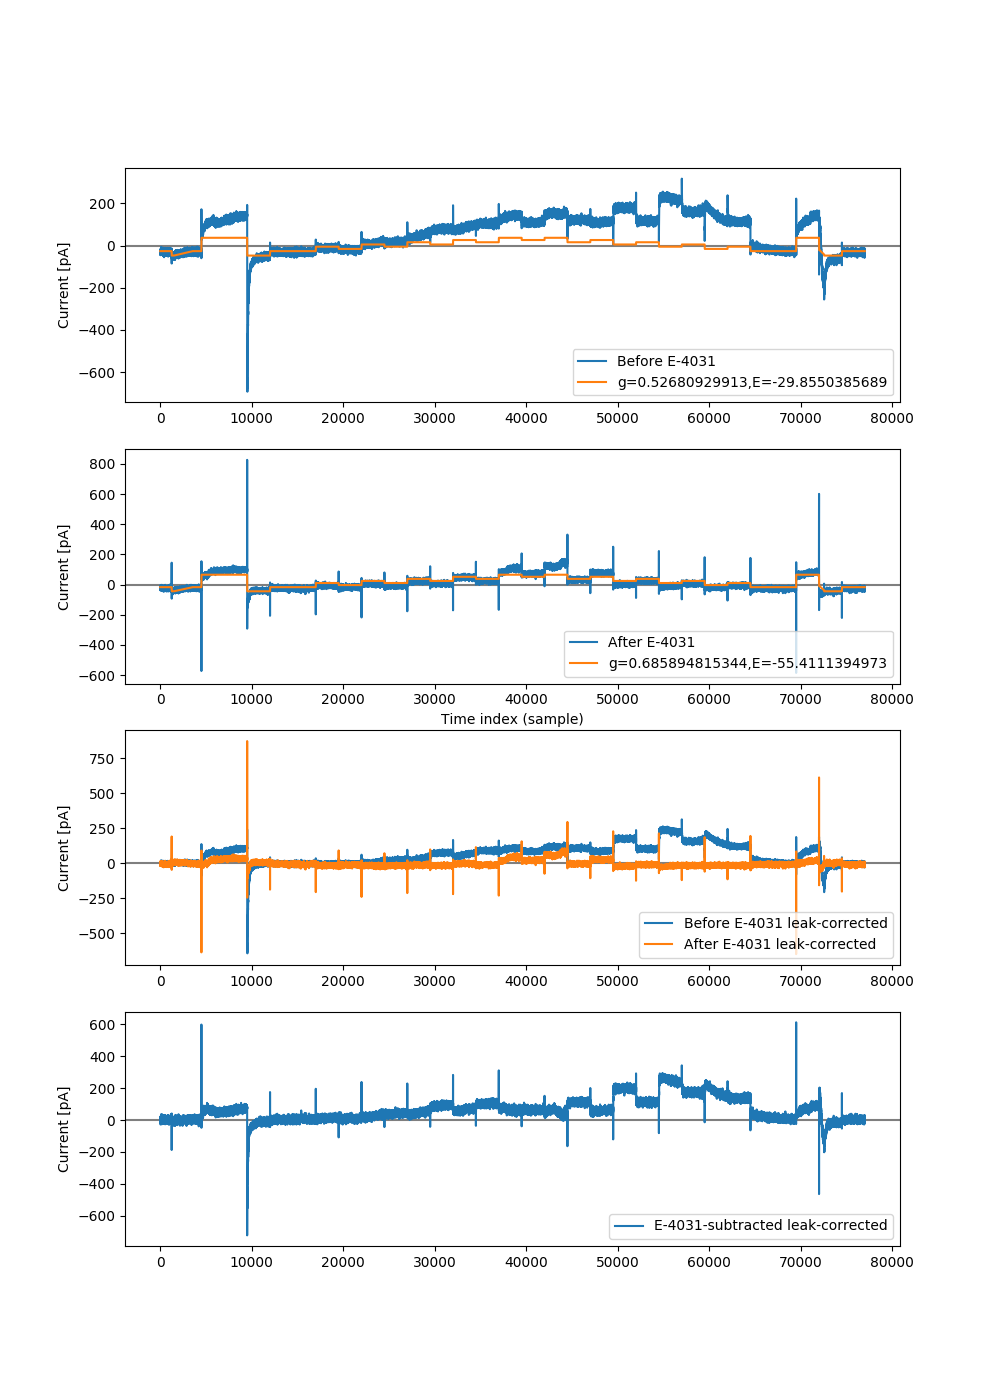 200
0
−200
−400
−600
Current [pA]
Before E-4031
g=0.52680929913,E=-29.8550385689
0 10000 20000 30000 40000 50000 60000 70000 80000
800
600
400
200
0
−200
−400
−600
Current [pA]
After E-4031
g=0.685894815344,E=-55.4111394973
0 10000 20000 30000 40000 50000 60000 70000 80000
Time index (sample)
750
500
250
0
−250
−500
Current [pA]
Before E-4031 leak-corrected
After E-4031 leak-corrected
0 10000 20000 30000 40000 50000 60000 70000 80000
600
400
200
0
−200
−400
−600
Current [pA]
E-4031-subtracted leak-corrected
0 10000 20000 30000 40000 50000 60000 70000 80000